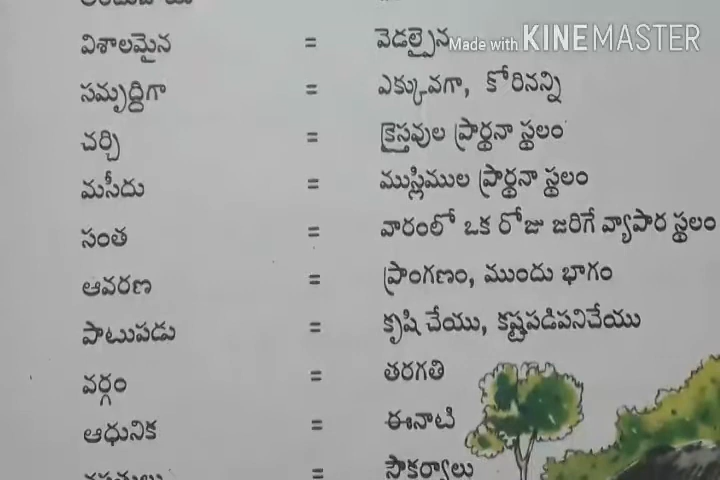 విశాలమైన = వెడల్పైన
Made with KINEMASTER
సమృద్ధిగా = ఎక్కువగా, కోరినన్ని
చర్చి = క్రైస్తవుల ప్రార్థనా స్థలం
మసీదు = ముస్లిముల ప్రార్థనా స్థలం
సంత = వారంలో ఒక రోజు జరిగే వ్యాపార స్థలం
ఆవరణ = ప్రాంగణం, ముందు భాగం
పాటుపడు = కృషి చేయు, కష్టపడిపనిచేయు
వర్గం = తరగతి
ఆధునిక = ఈనాటి
= సౌకర్యాలు